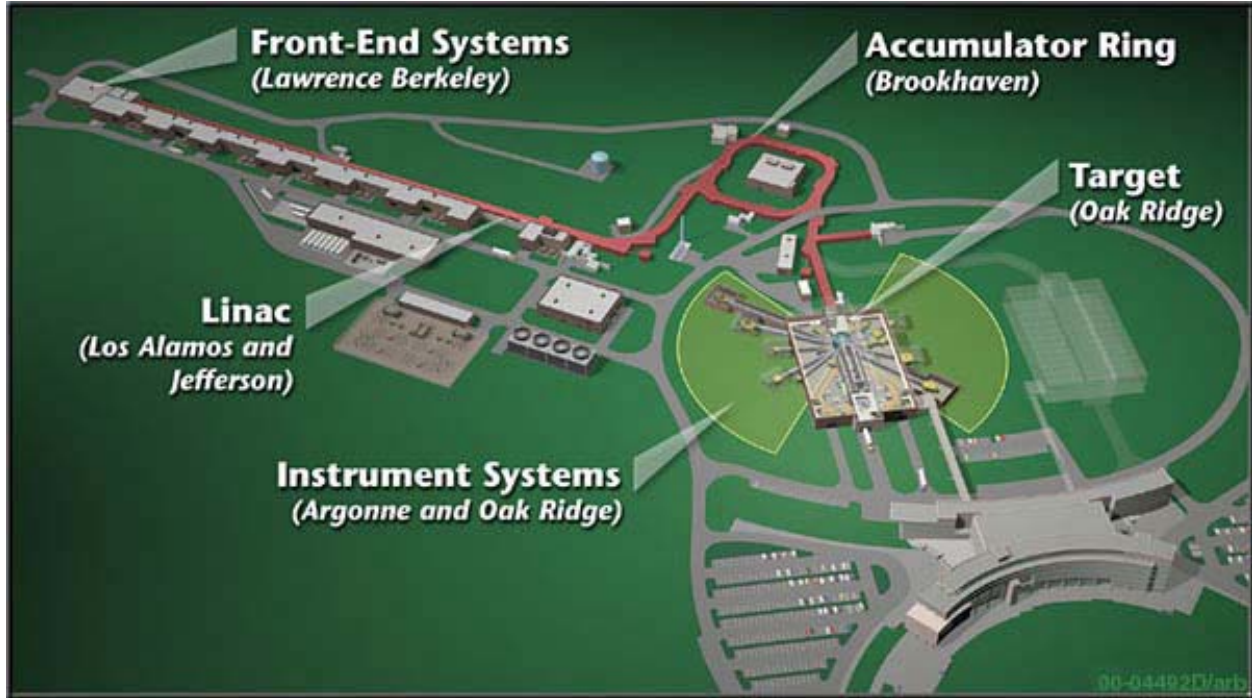 Front-End Systems
(Lawrence Berkeley)
Accumulator Ring
(Brookhaven)
Target
(Oak Ridge)
Linac
(Los Alamos and
Jefferson)
Instrument Systems
(Argonne and Oak Ridge)
00-04492D/arb